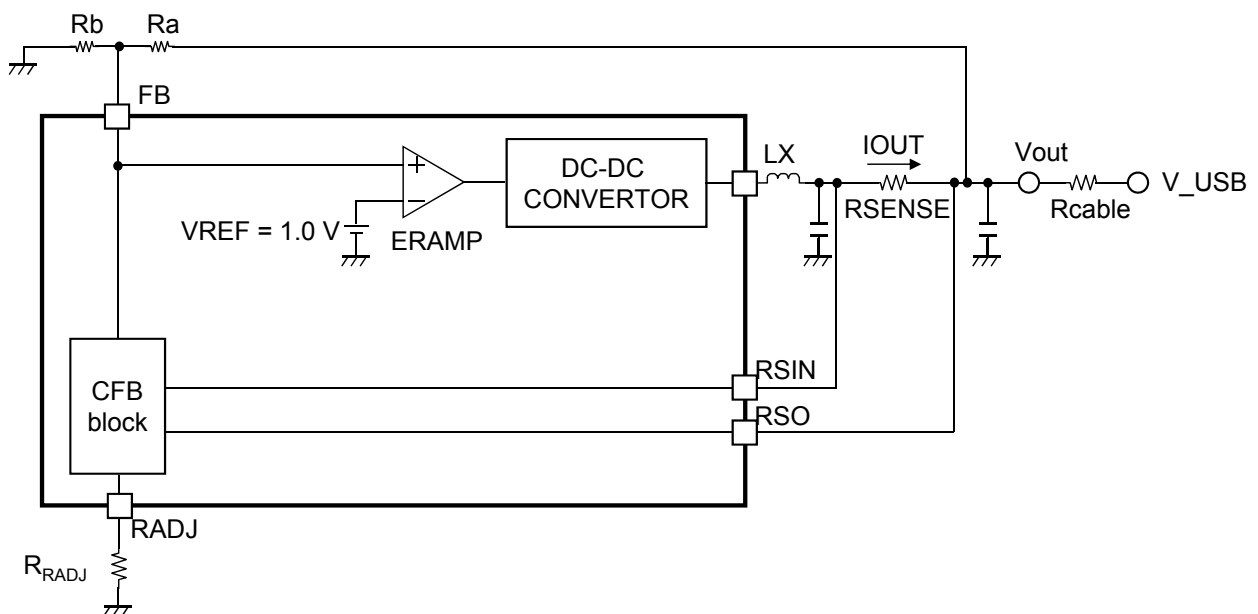 Rb
Ra
FB
LX
IOUT
RSENSE
Vout
Rcable
V_USB
DC-DC
CONVERTOR
+
−
VREF = 1.0 V
ERAMP
CFB
block
RSIN
RSO
RADJ
R_RADJ